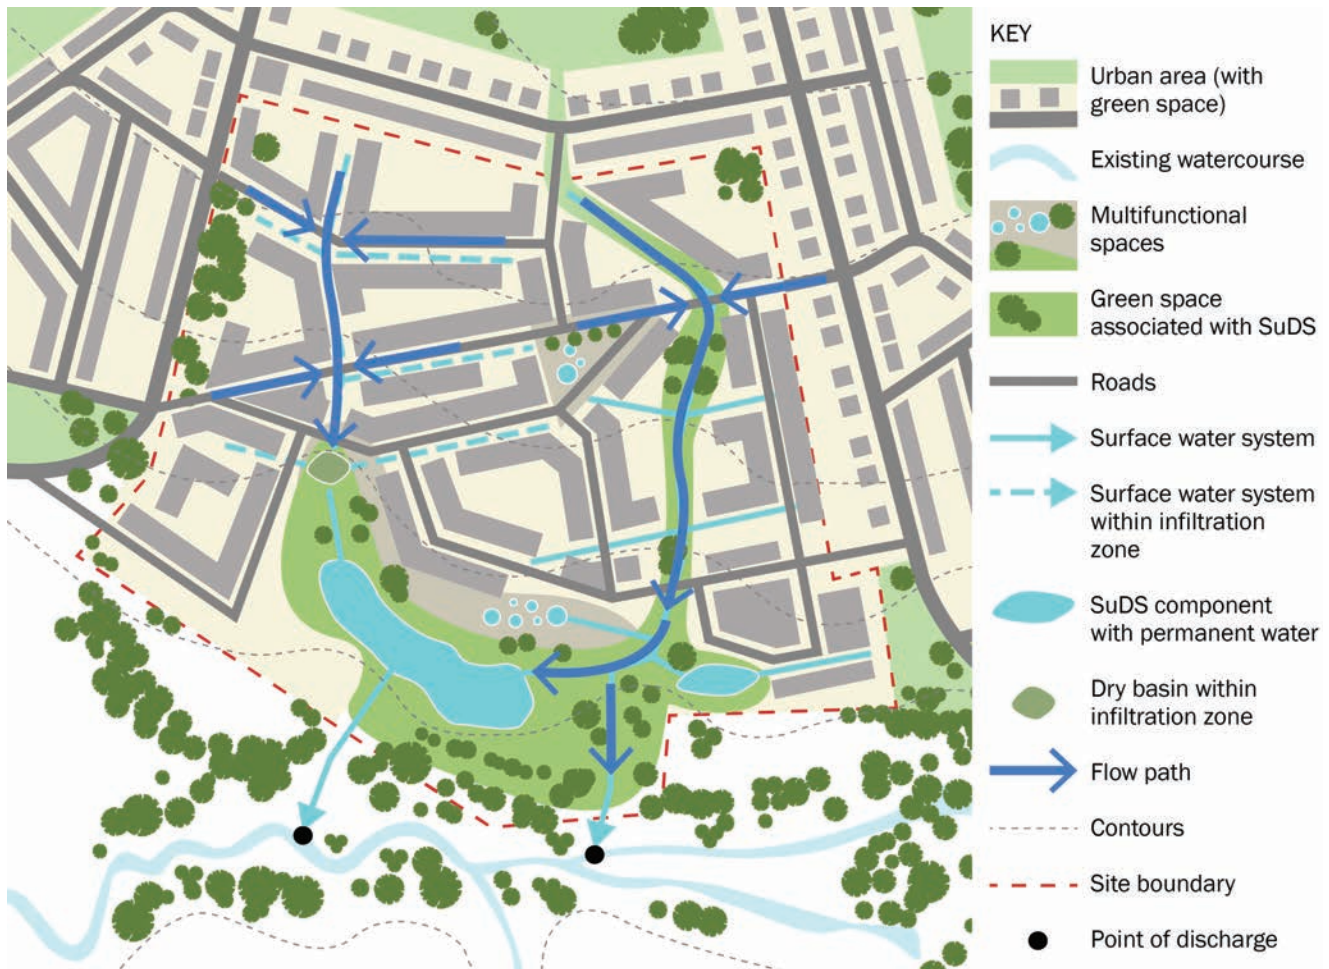 KEY
Urban area (with
green space)
Existing watercourse
Multifunctional
spaces
Green space
associated with SuDS
Roads
Surface water system
Surface water system
within infiltration
zone
SuDS component
with permanent water
Dry basin within
infiltration zone
Flow path
Contours
Site boundary
Point of discharge